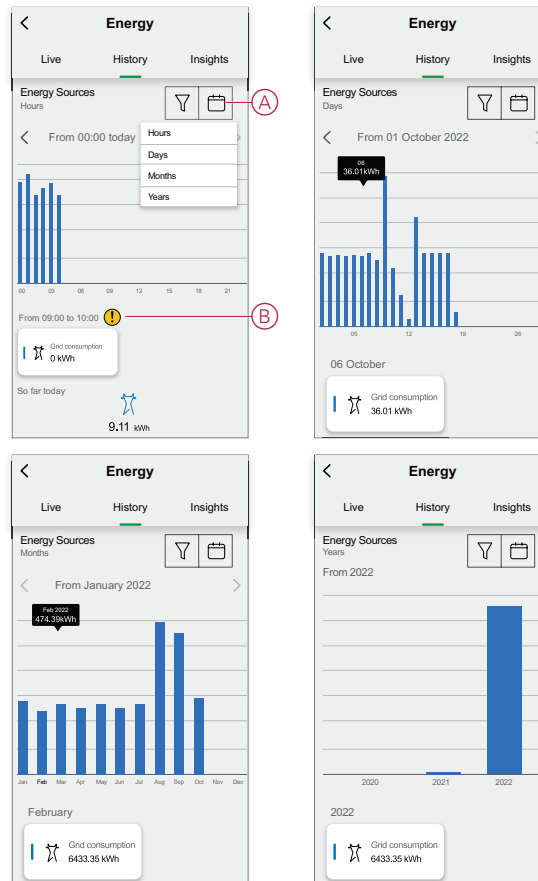 Energy
Live History Insights
Energy Sources
Hours
A
From 00:00 today
Hours
Days
Months
Years
00 03 06 09 12 15 18 21
From 09:00 to 10:00
B
Grid consumption
0 kWh
So far today
9.11 kWh
Energy
Live History Insights
Energy Sources
Days
From 01 October 2022
06
36.01kWh
05 12 19 26
06 October
Grid consumption
36.01 kWh
Energy
Live History Insights
Energy Sources
Months
From January 2022
Feb 2022
474.39kWh
Jan Feb Mar Apr May Jun Jul Aug Sep Oct Nov Dec
February
Grid consumption
6433.35 kWh
Energy
Live History Insights
Energy Sources
Years
From 2022
2020 2021 2022
2022
Grid consumption
6433.35 kWh